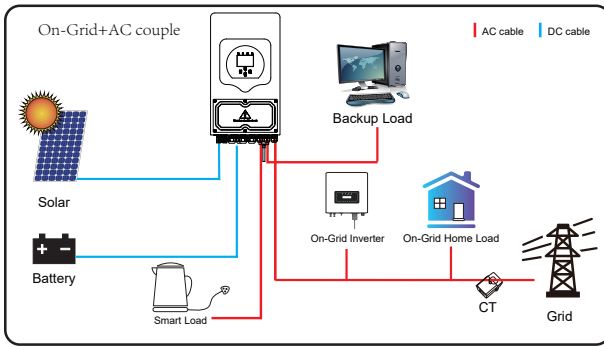 On-Grid+AC couple
AC cable
DC cable
Backup Load
Solar
On-Grid Inverter
On-Grid Home Load
Battery
CT
Smart Load
Grid